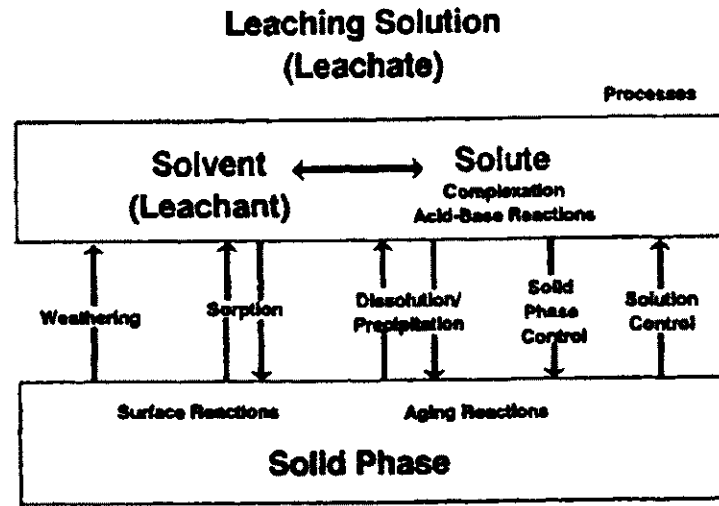 Leaching Solution
(Leachate)
Processes
Solvent
(Leachant)
Solute
Complexation
Acid-Base Reactions
Weathering
Sorption
Dissolution/
Precipitation
Solid
Phase
Control
Solution
Control
Surface Reactions
Aging Reactions
Solid Phase